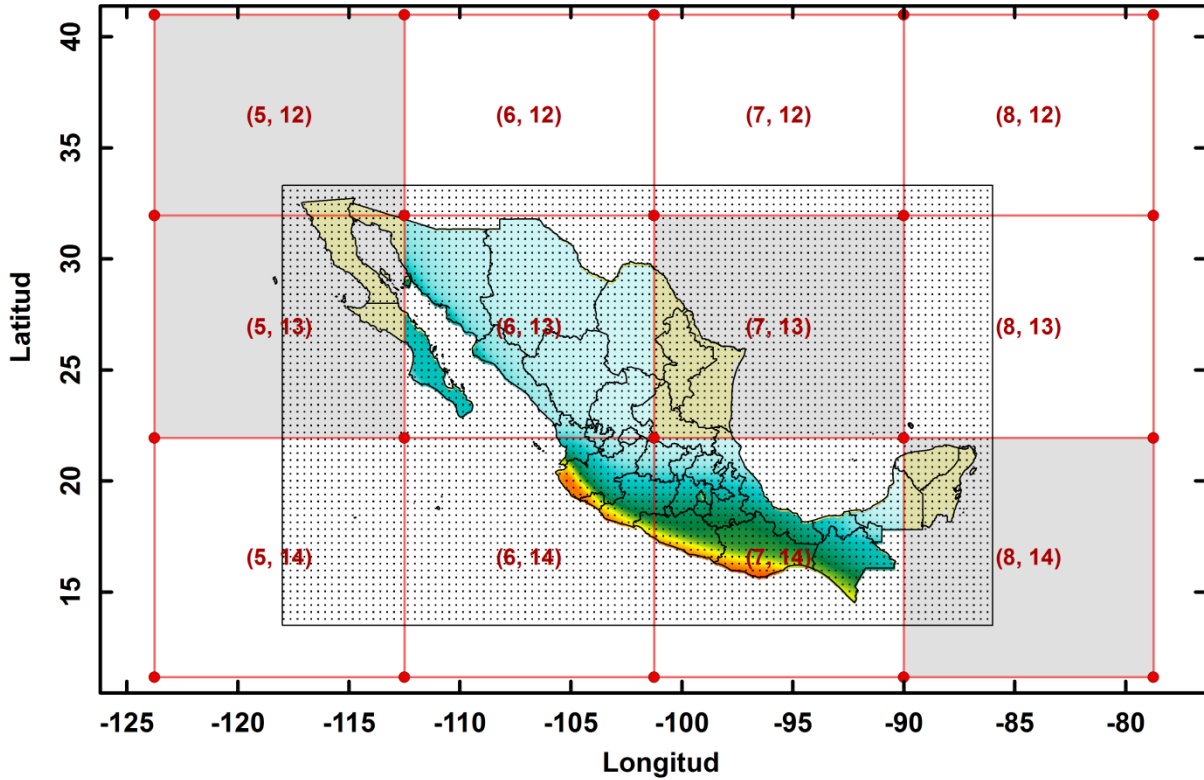 40
(5, 12) (6, 12) (7, 12) (8, 12)
35
30
(5, 13) (6, 13) (7, 13) (8, 13)
25
20
(5, 14) (6, 14) (7, 14) (8, 14)
15
Latitud
-125 -120 -115 -110 -105 -100 -95 -90 -85 -80
Longitud